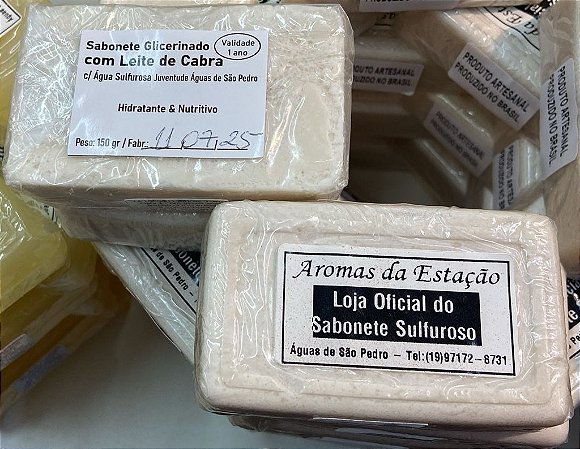 Sabonete Glicerinado
com Leite de Cabra
Validade
1 ano
c/ Água Sulfurosa Juventude Águas de São Pedro
Hidratante & Nutritivo
Peso: 150 gr / Fabr.: 11 07, 25
Aromas da Estação
Loja Oficial do
Sabonete Sulfuroso
Águas de São Pedro – Tel:(19)97172-8731
PRODUTO ARTESANAL
PRODUZIDO NO BRASIL
PRODUTO ARTESANAL
PRODUZIDO NO BRASIL
PRODUTO ARTESANAL
PRODUZIDO NO BRASIL